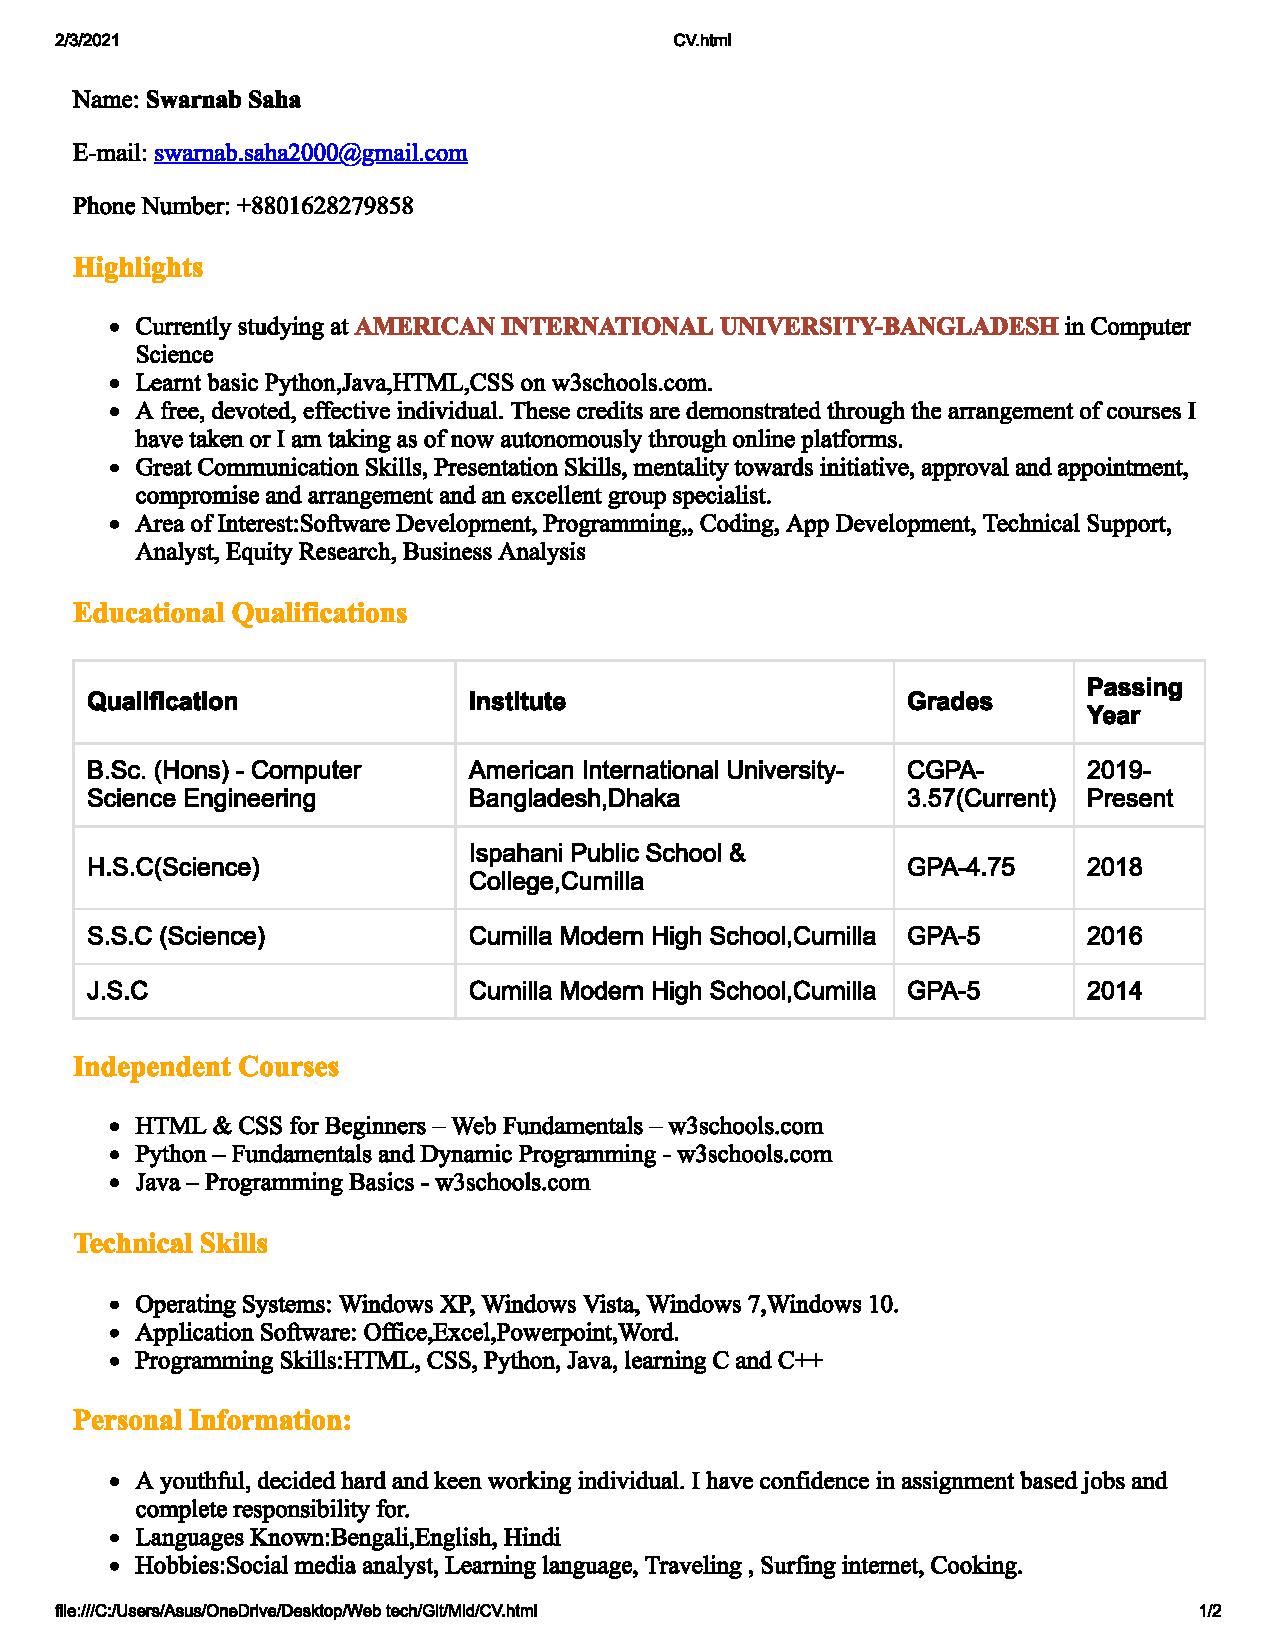 2/3/2021 CV.html
Name: Swarnab Saha
E-mail: swarnab.saha2000@gmail.com
Phone Number: +8801628279858
Highlights
• Currently studying at AMERICAN INTERNATIONAL UNIVERSITY-BANGLADESH in Computer
Science
• Learnt basic Python,Java,HTML,CSS on w3schools.com.
• A free, devoted, effective individual. These credits are demonstrated through the arrangement of courses I
have taken or I am taking as of now autonomously through online platforms.
• Great Communication Skills, Presentation Skills, mentality towards initiative, approval and appointment,
compromise and arrangement and an excellent group specialist.
• Area of Interest:Software Development, Programming,, Coding, App Development, Technical Support,
Analyst, Equity Research, Business Analysis
Educational Qualifications
Qualification Institute Grades Passing
Year
B.Sc. (Hons) - Computer American International University- CGPA- 2019-
Science Engineering Bangladesh,Dhaka 3.57(Current) Present
H.S.C(Science) Ispahani Public School & GPA-4.75 2018
College,Cumilla
S.S.C (Science) Cumilla Modern High School,Cumilla GPA-5 2016
J.S.C Cumilla Modern High School,Cumilla GPA-5 2014
Independent Courses
• HTML & CSS for Beginners – Web Fundamentals – w3schools.com
• Python – Fundamentals and Dynamic Programming - w3schools.com
• Java – Programming Basics - w3schools.com
Technical Skills
• Operating Systems: Windows XP, Windows Vista, Windows 7,Windows 10.
• Application Software: Office,Excel,Powerpoint,Word.
• Programming Skills:HTML, CSS, Python, Java, learning C and C++
Personal Information:
• A youthful, decided hard and keen working individual. I have confidence in assignment based jobs and
complete responsibility for.
• Languages Known:Bengali,English, Hindi
• Hobbies:Social media analyst, Learning language, Traveling , Surfing internet, Cooking.
file:///C:/Users/Asus/OneDrive/Desktop/Web tech/Git/Mid/CV.html 1/2